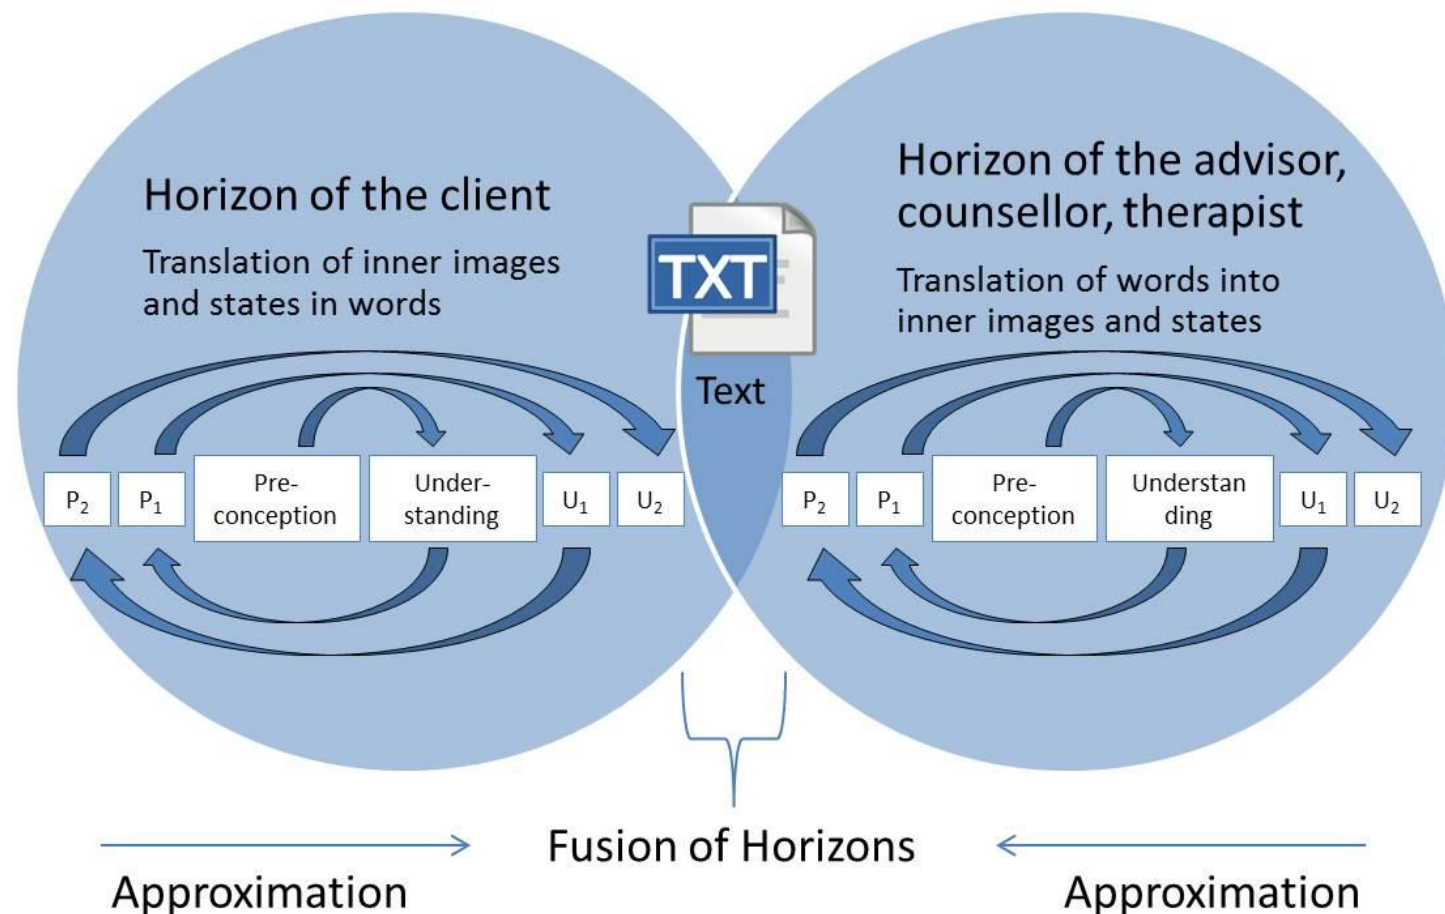 Horizon of the client
Translation of inner images
and states in words
P₂
P₁
Pre-
conception
Under-
standing
U₁
U₂
TXT
Text
Horizon of the advisor,
counsellor, therapist
Translation of words into
inner images and states
P₂
P₁
Pre-
conception
Understan
ding
U₁
U₂
Fusion of Horizons
Approximation
Approximation